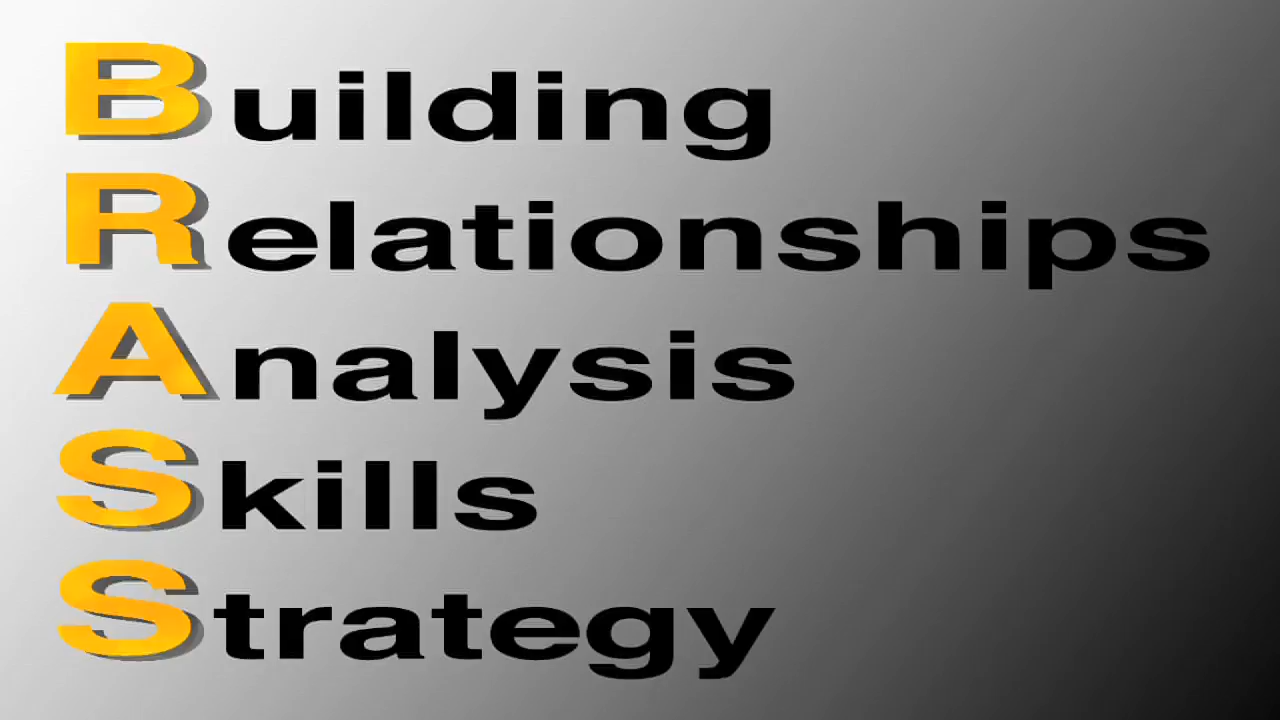 Building
Relationships
Analysis
Skills
Strategy